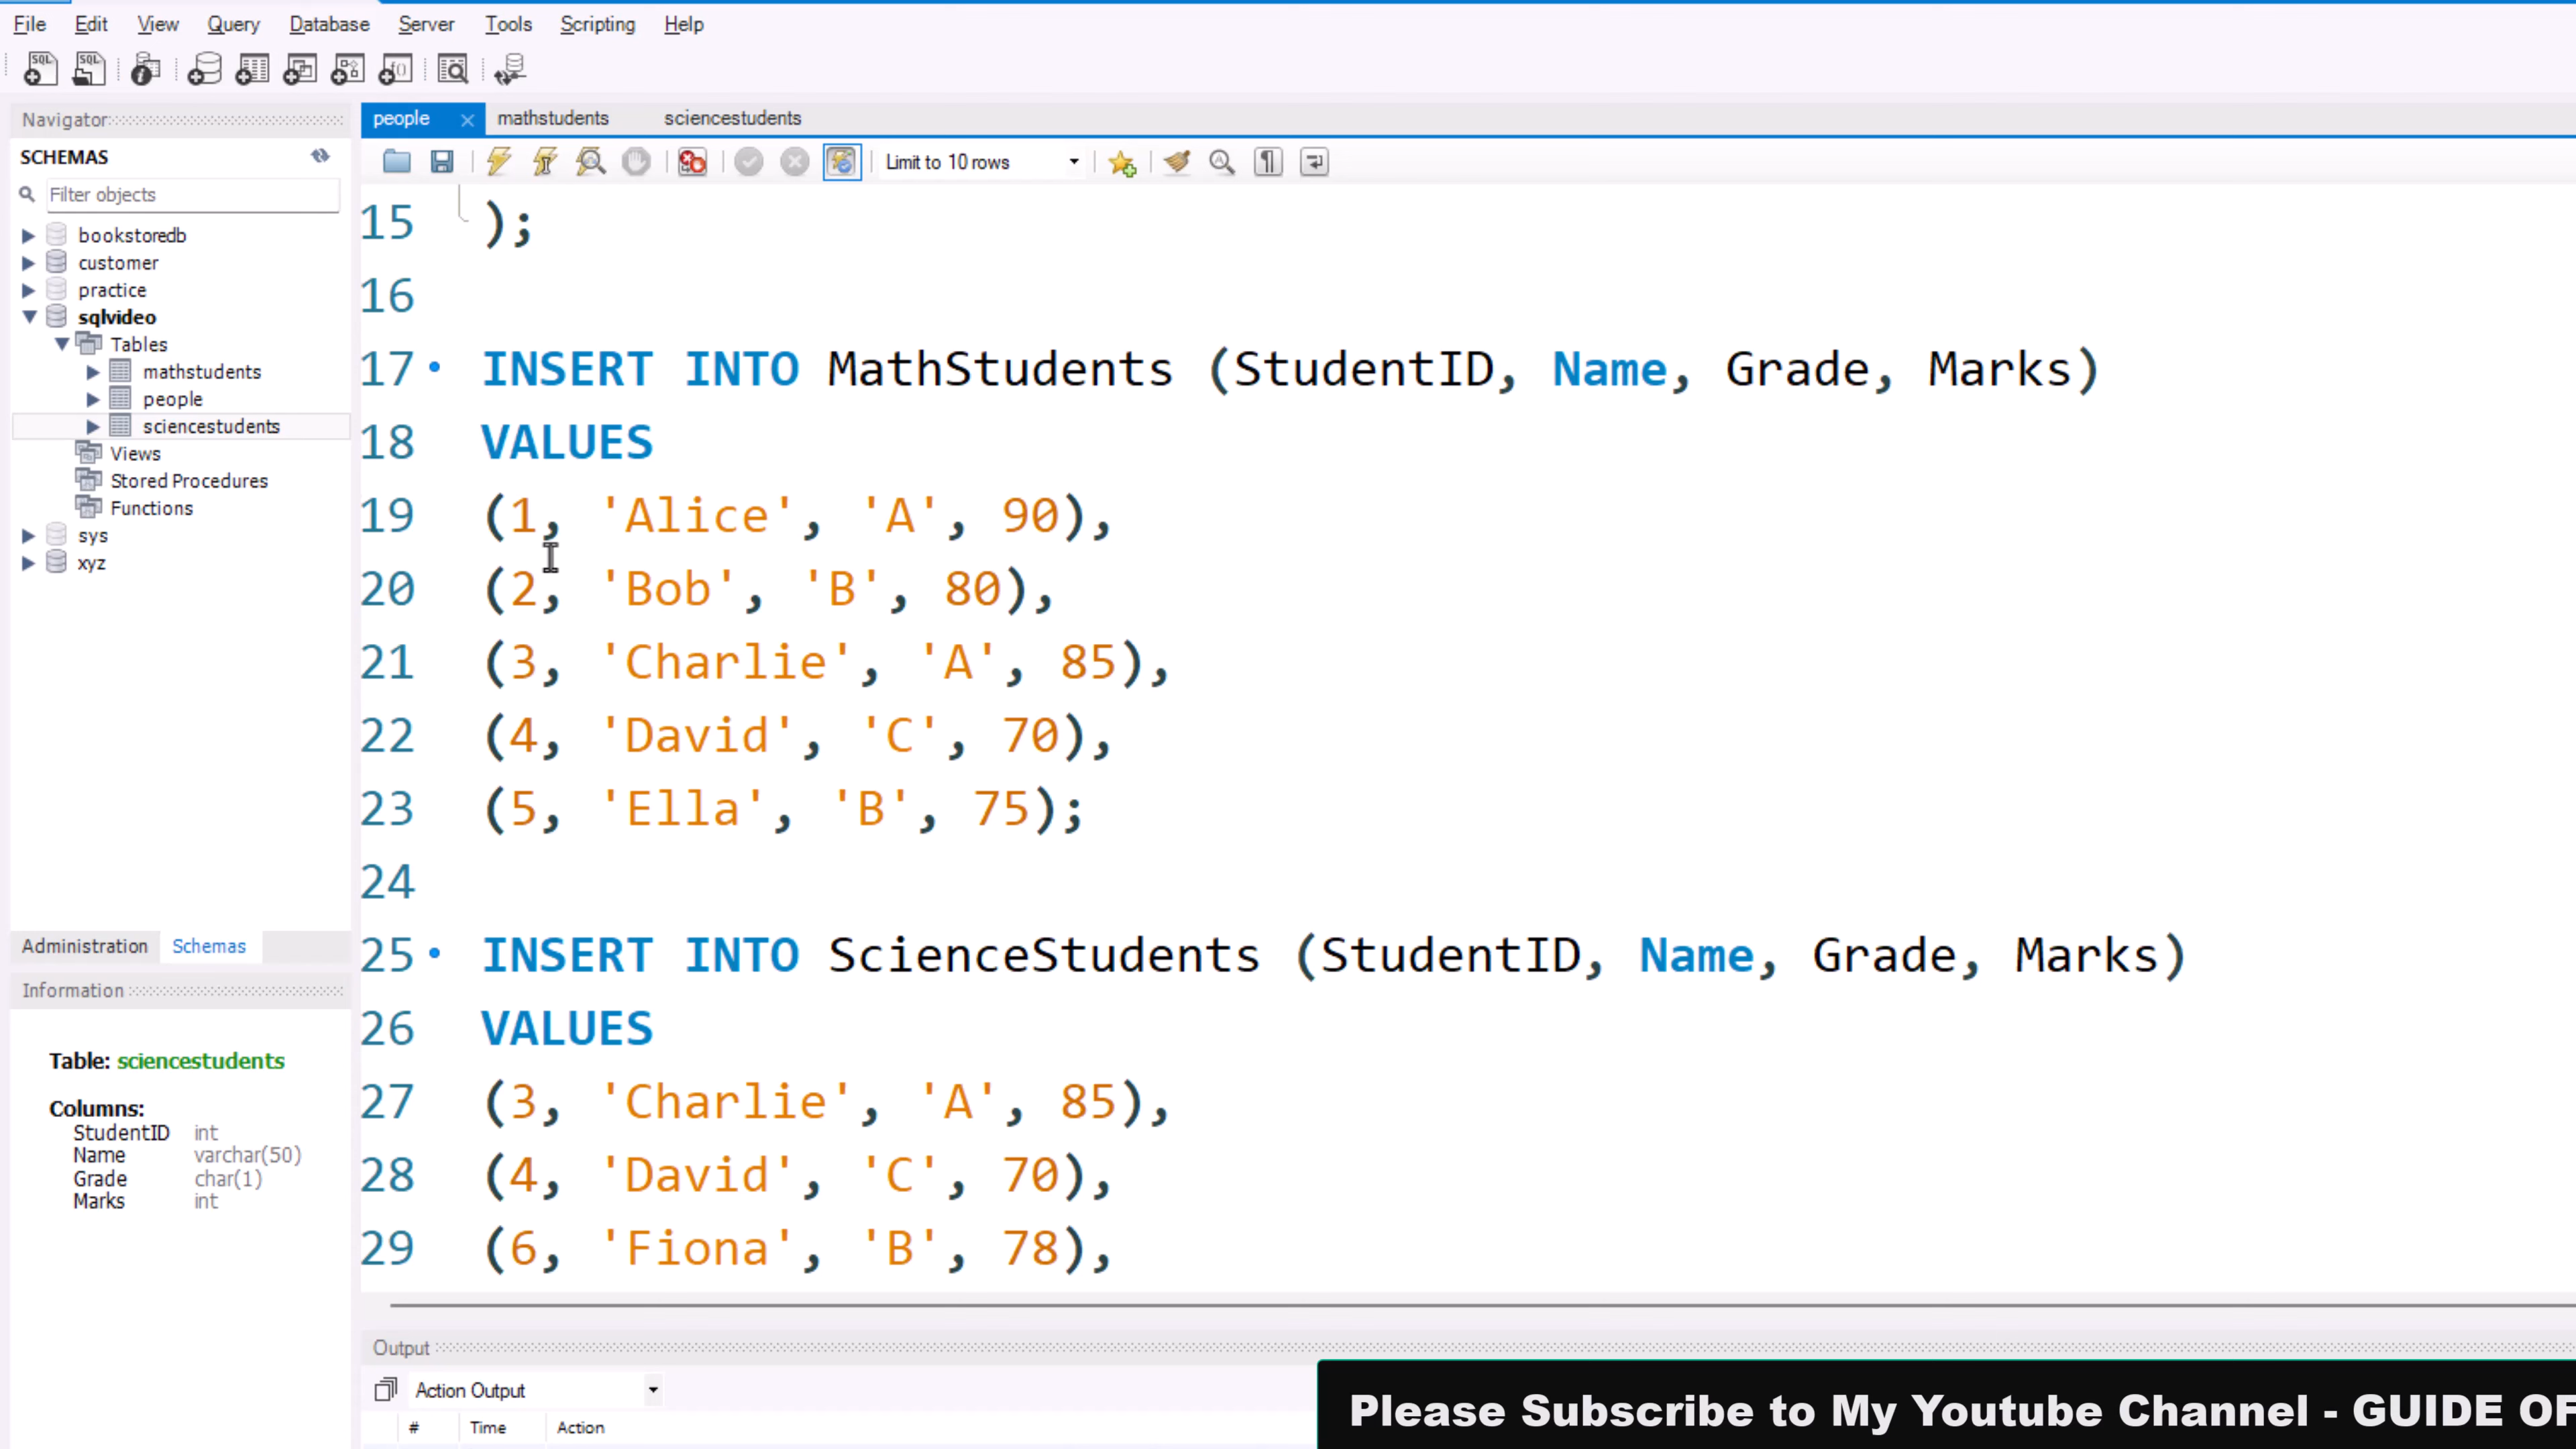 File Edit View Query Database Server Tools Scripting Help
Navigator
SCHEMAS
Filter objects
bookstoredb
customer
practice
sqlvideo
Tables
mathstudents
people
sciencestudents
Views
Stored Procedures
Functions
sys
xyz
Administration Schemas
Information
Table: sciencestudents
Columns:
StudentID int
Name varchar(50)
Grade char(1)
Marks int
people mathstudents sciencestudents
Limit to 10 rows
15 );
16
17 INSERT INTO MathStudents (StudentID, Name, Grade, Marks)
18 VALUES
19 (1, 'Alice', 'A', 90),
20 (2, 'Bob', 'B', 80),
21 (3, 'Charlie', 'A', 85),
22 (4, 'David', 'C', 70),
23 (5, 'Ella', 'B', 75);
24
25 INSERT INTO ScienceStudents (StudentID, Name, Grade, Marks)
26 VALUES
27 (3, 'Charlie', 'A', 85),
28 (4, 'David', 'C', 70),
29 (6, 'Fiona', 'B', 78),
Output
Action Output
# Time Action
Please Subscribe to My Youtube Channel - GUIDE OF